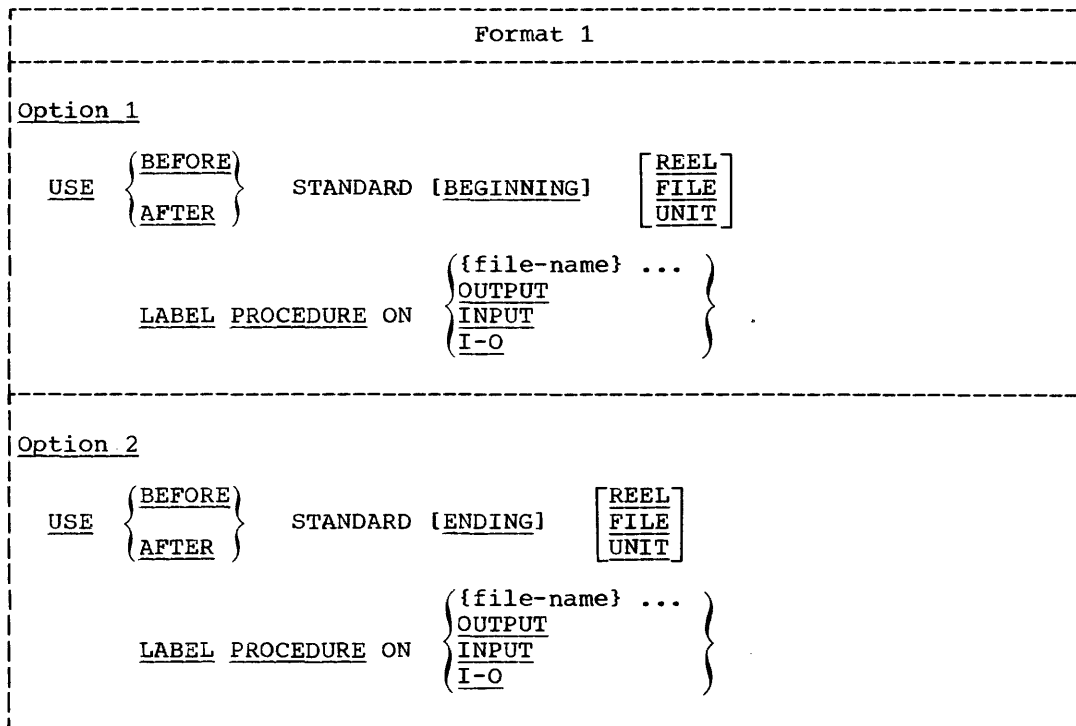 Format 1
Option 1
USE {BEFORE AFTER} STANDARD [BEGINNING] [REEL FILE UNIT]
LABEL PROCEDURE ON {{file-name} ... OUTPUT INPUT I-O} .
Option 2
USE {BEFORE AFTER} STANDARD [ENDING] [REEL FILE UNIT]
LABEL PROCEDURE ON {{file-name} ... OUTPUT INPUT I-O}